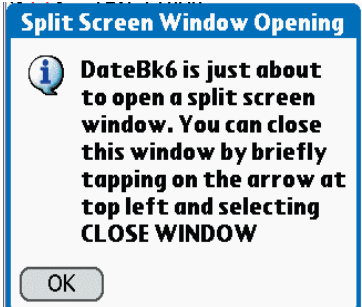 Split Screen Window Opening
DateBk6 is just about
to open a split screen
window. You can close
this window by briefly
tapping on the arrow at
top left and selecting
CLOSE WINDOW
OK